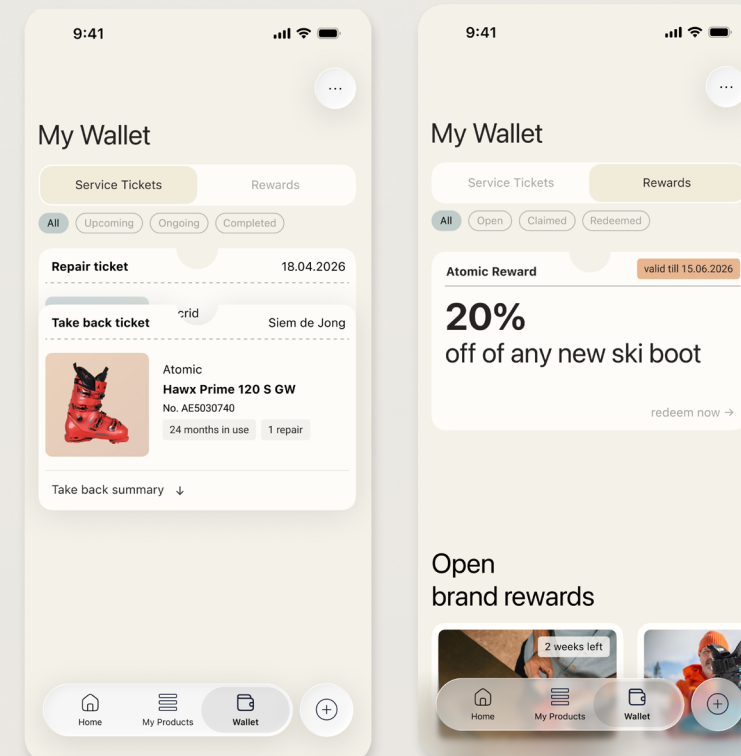 9:41
My Wallet
Service Tickets
Rewards
All
Upcoming
Ongoing
Completed
Repair ticket
18.04.2026
Take back ticket
Siem de Jong
Atomic
Hawx Prime 120 S GW
No. AE5030740
24 months in use
1 repair
Take back summary ↓
Home
My Products
Wallet
9:41
My Wallet
Service Tickets
Rewards
All
Open
Claimed
Redeemed
Atomic Reward
valid till 15.06.2026
20%
off of any new ski boot
redeem now →
Open
brand rewards
2 weeks left
Home
My Products
Wallet